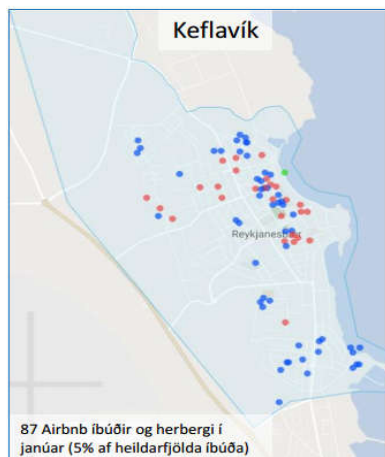 Keflavík
Reykjanesbær
87 Airbnb íbúðir og herbergi í
janúar (5% af heildarfjölda íbúða)